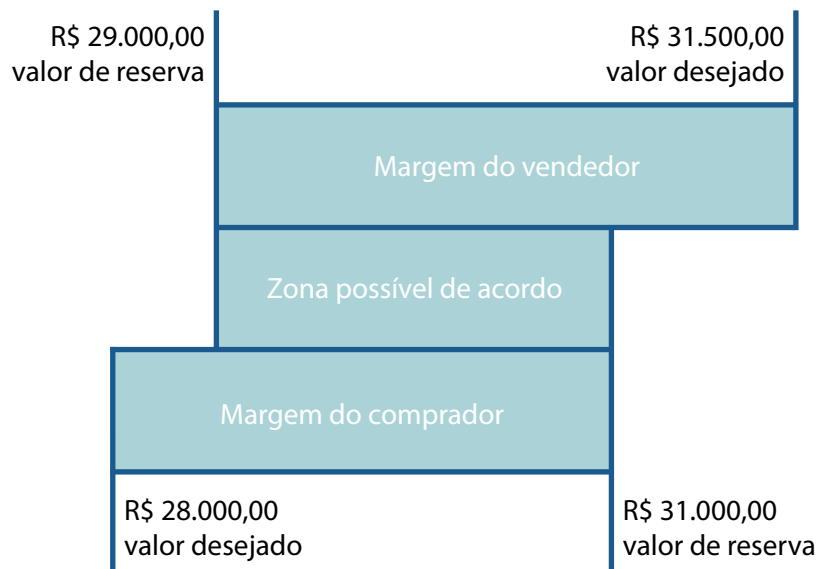 R$ 29.000,00
valor de reserva
R$ 31.500,00
valor desejado
Margem do vendedor
Zona possível de acordo
Margem do comprador
R$ 28.000,00
valor desejado
R$ 31.000,00
valor de reserva